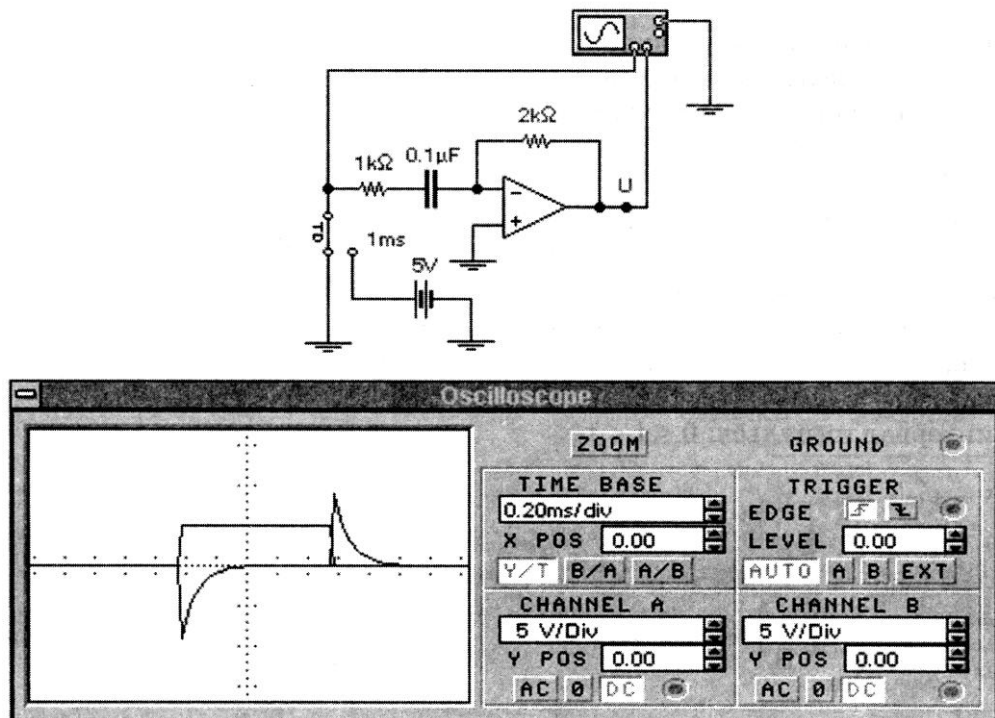 2kΩ
1kΩ 0.1μF
U
TD
1ms
5V
Oscilloscope
ZOOM GROUND
TIME BASE
0.20ms/div
X POS 0.00
Y/T B/A A/B
TRIGGER
EDGE
LEVEL 0.00
AUTO A B EXT
CHANNEL A
5 V/Div
Y POS 0.00
AC 0 DC
CHANNEL B
5 V/Div
Y POS 0.00
AC 0 DC